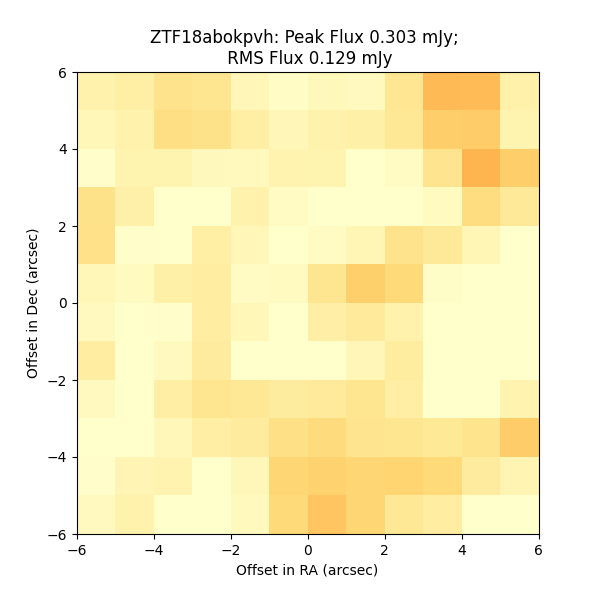 ZTF18abokpvh: Peak Flux 0.303 mJy;
RMS Flux 0.129 mJy
6
4
2
0
−2
−4
−6
Offset in Dec (arcsec)
−6 −4 −2 0 2 4 6
Offset in RA (arcsec)